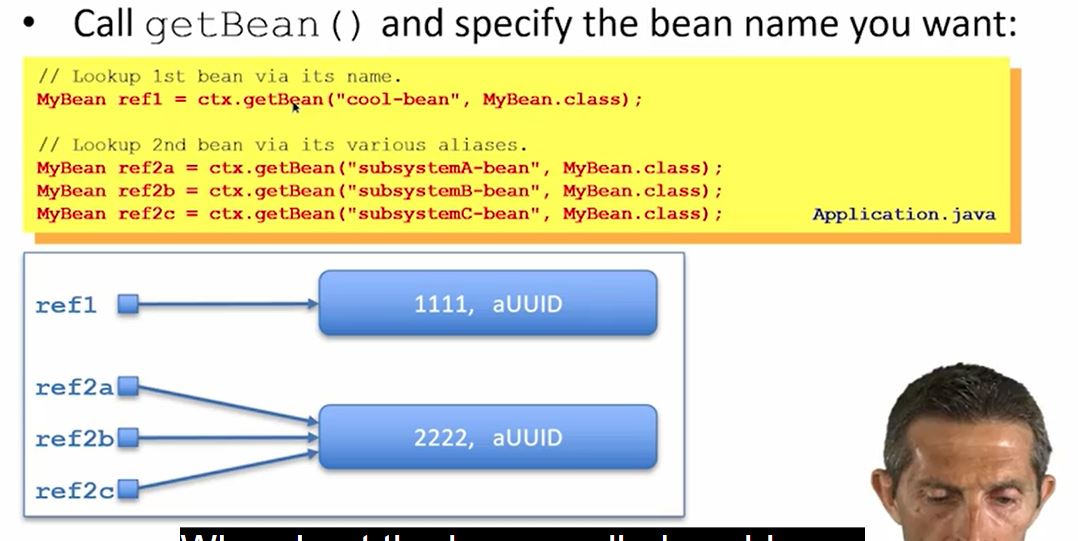 • Call getBean() and specify the bean name you want:
// Lookup 1st bean via its name.
MyBean ref1 = ctx.getBean("cool-bean", MyBean.class);
// Lookup 2nd bean via its various aliases.
MyBean ref2a = ctx.getBean("subsystemA-bean", MyBean.class);
MyBean ref2b = ctx.getBean("subsystemB-bean", MyBean.class);
MyBean ref2c = ctx.getBean("subsystemC-bean", MyBean.class);
Application.java
ref1
1111, aUUID
ref2a
ref2b
2222, aUUID
ref2c